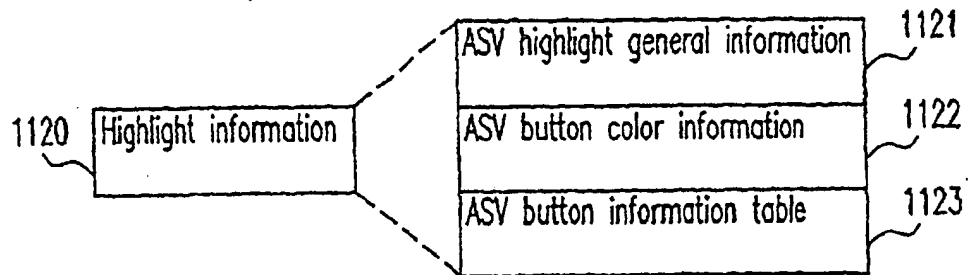 ASV highlight general information 1121
1120 Highlight information
ASV button color information 1122
ASV button information table 1123